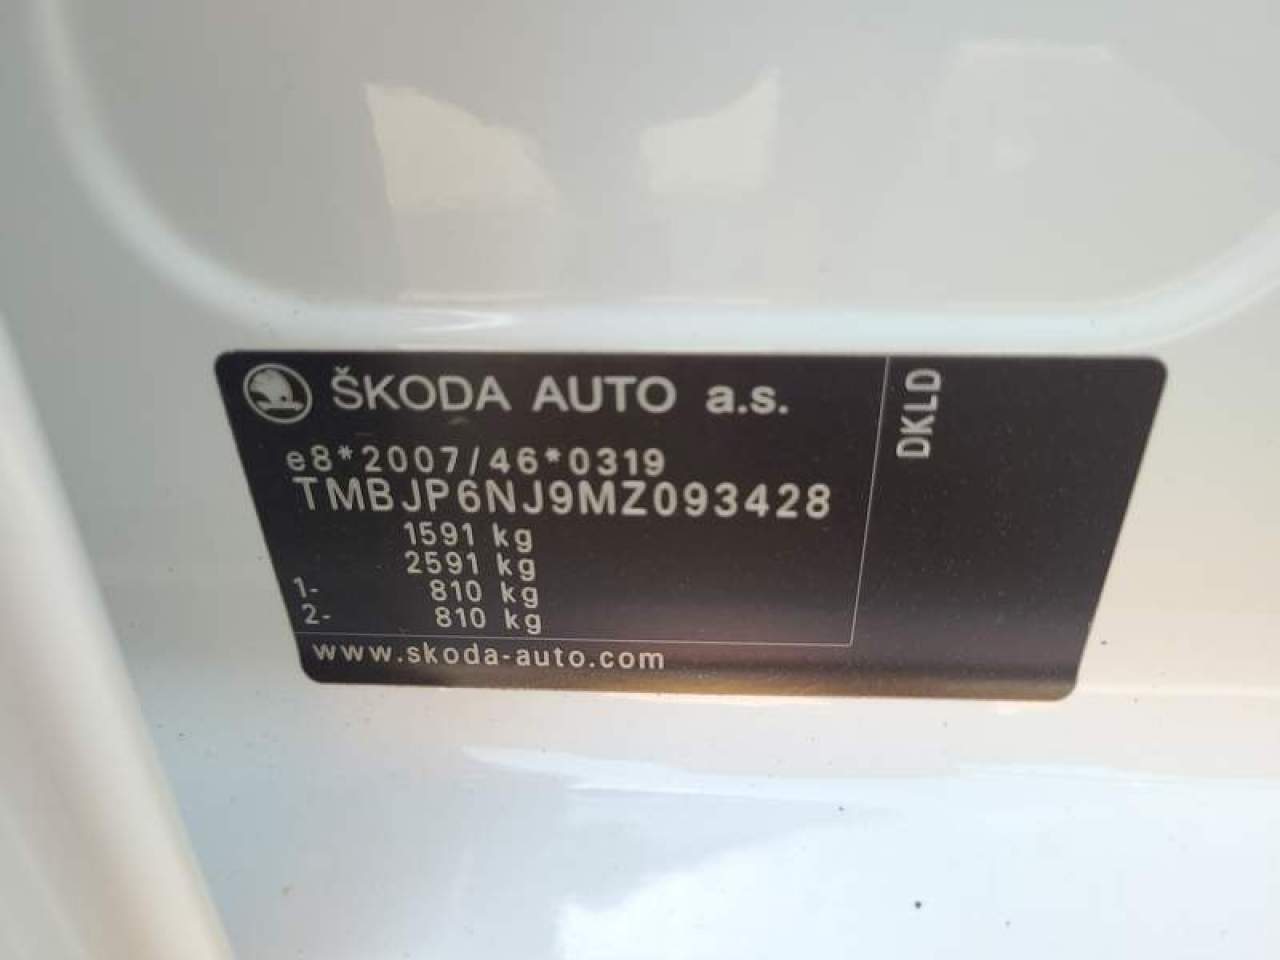 ŠKODA AUTO a.s.
e8*2007/46*0319
TMBJP6NJ9MZ093428
1591 kg
2591 kg
1- 810 kg
2- 810 kg
www.skoda-auto.com
DKLD